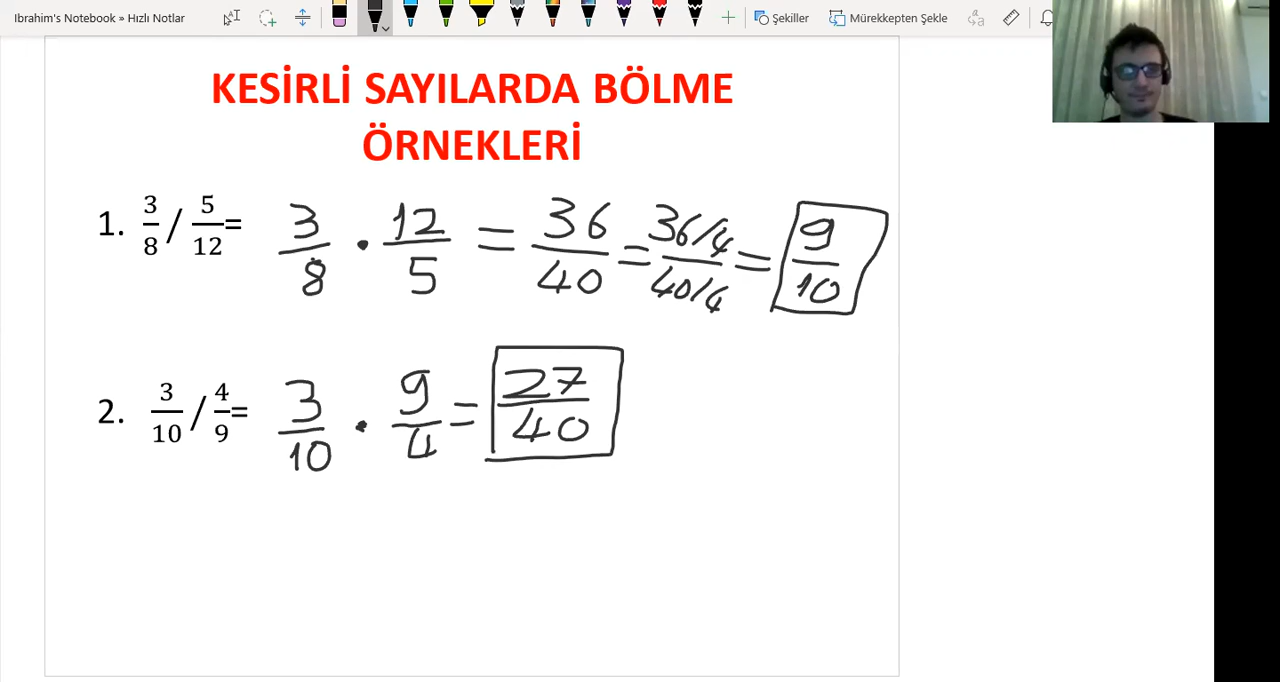 Ibrahim's Notebook » Hızlı Notlar
Şekiller
Mürekkepten Şekle
KESİRLİ SAYILARDA BÖLME
ÖRNEKLERİ
1. 3/8 / 5/12= 3/8 · 12/5 = 36/40 = 36/4 / 40/4 = 9/10
2. 3/10 / 4/9= 3/10 · 9/4 = 27/40